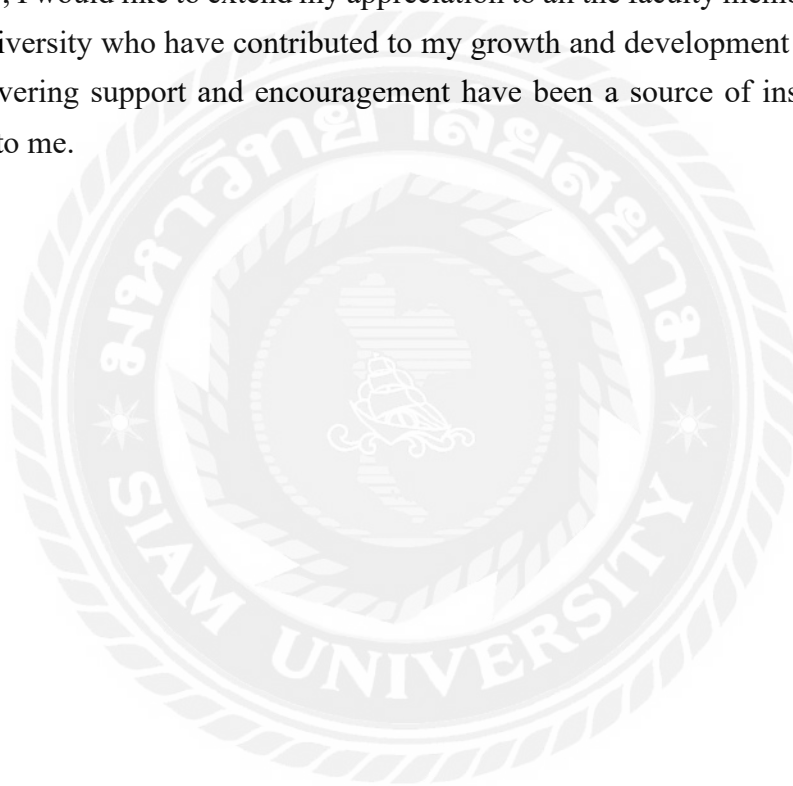 , I would like to extend my appreciation to all the faculty mem
iversity who have contributed to my growth and development
vering support and encouragement have been a source of ins
to me.
มหาวิทยาลัยสยาม
SIAM UNIVERSITY